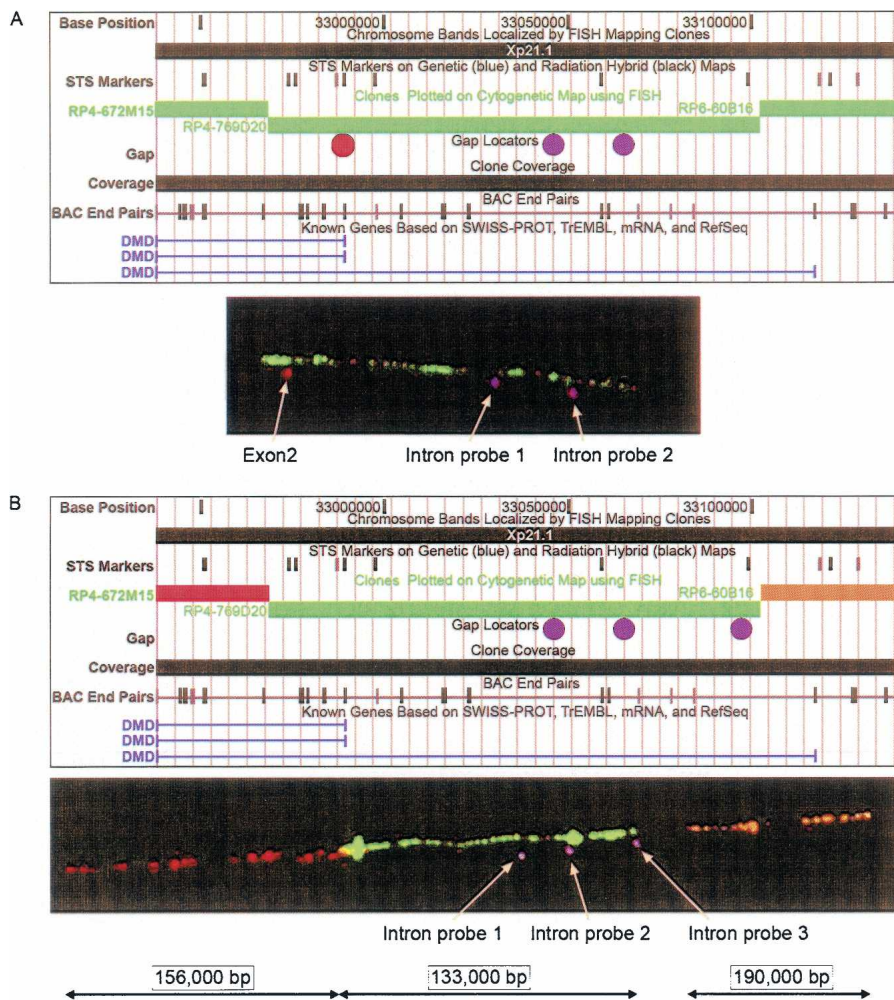 A
Base Position 33000000 33050000 33100000
Chromosome Bands Localized by FISH Mapping Clones
Xp21.1
STS Markers on Genetic (blue) and Radiation Hybrid (black) Maps
STS Markers
Clones Plotted on Cytogenetic Map using FISH
RP4-672M15 RP6-60B16
RP4-769D20
Gap Locators
Gap
Clone Coverage
Coverage
BAC End Pairs
BAC End Pairs
Known Genes Based on SWISS-PROT, TrEMBL, mRNA, and RefSeq
DMD
DMD
DMD
Exon2 Intron probe 1 Intron probe 2
B
Base Position 33000000 33050000 33100000
Chromosome Bands Localized by FISH Mapping Clones
Xp21.1
STS Markers on Genetic (blue) and Radiation Hybrid (black) Maps
STS Markers
Clones Plotted on Cytogenetic Map using FISH
RP4-672M15 RP6-60B16
RP4-769D20
Gap Locators
Gap
Clone Coverage
Coverage
BAC End Pairs
BAC End Pairs
Known Genes Based on SWISS-PROT, TrEMBL, mRNA, and RefSeq
DMD
DMD
DMD
Intron probe 1 Intron probe 2 Intron probe 3
156,000 bp 133,000 bp 190,000 bp